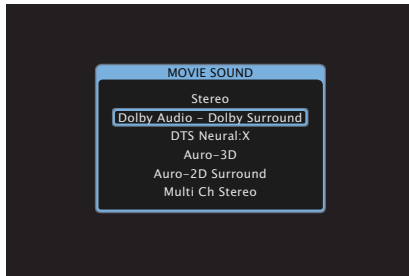 MOVIE SOUND
Stereo
Dolby Audio – Dolby Surround
DTS Neural:X
Auro-3D
Auro-2D Surround
Multi Ch Stereo